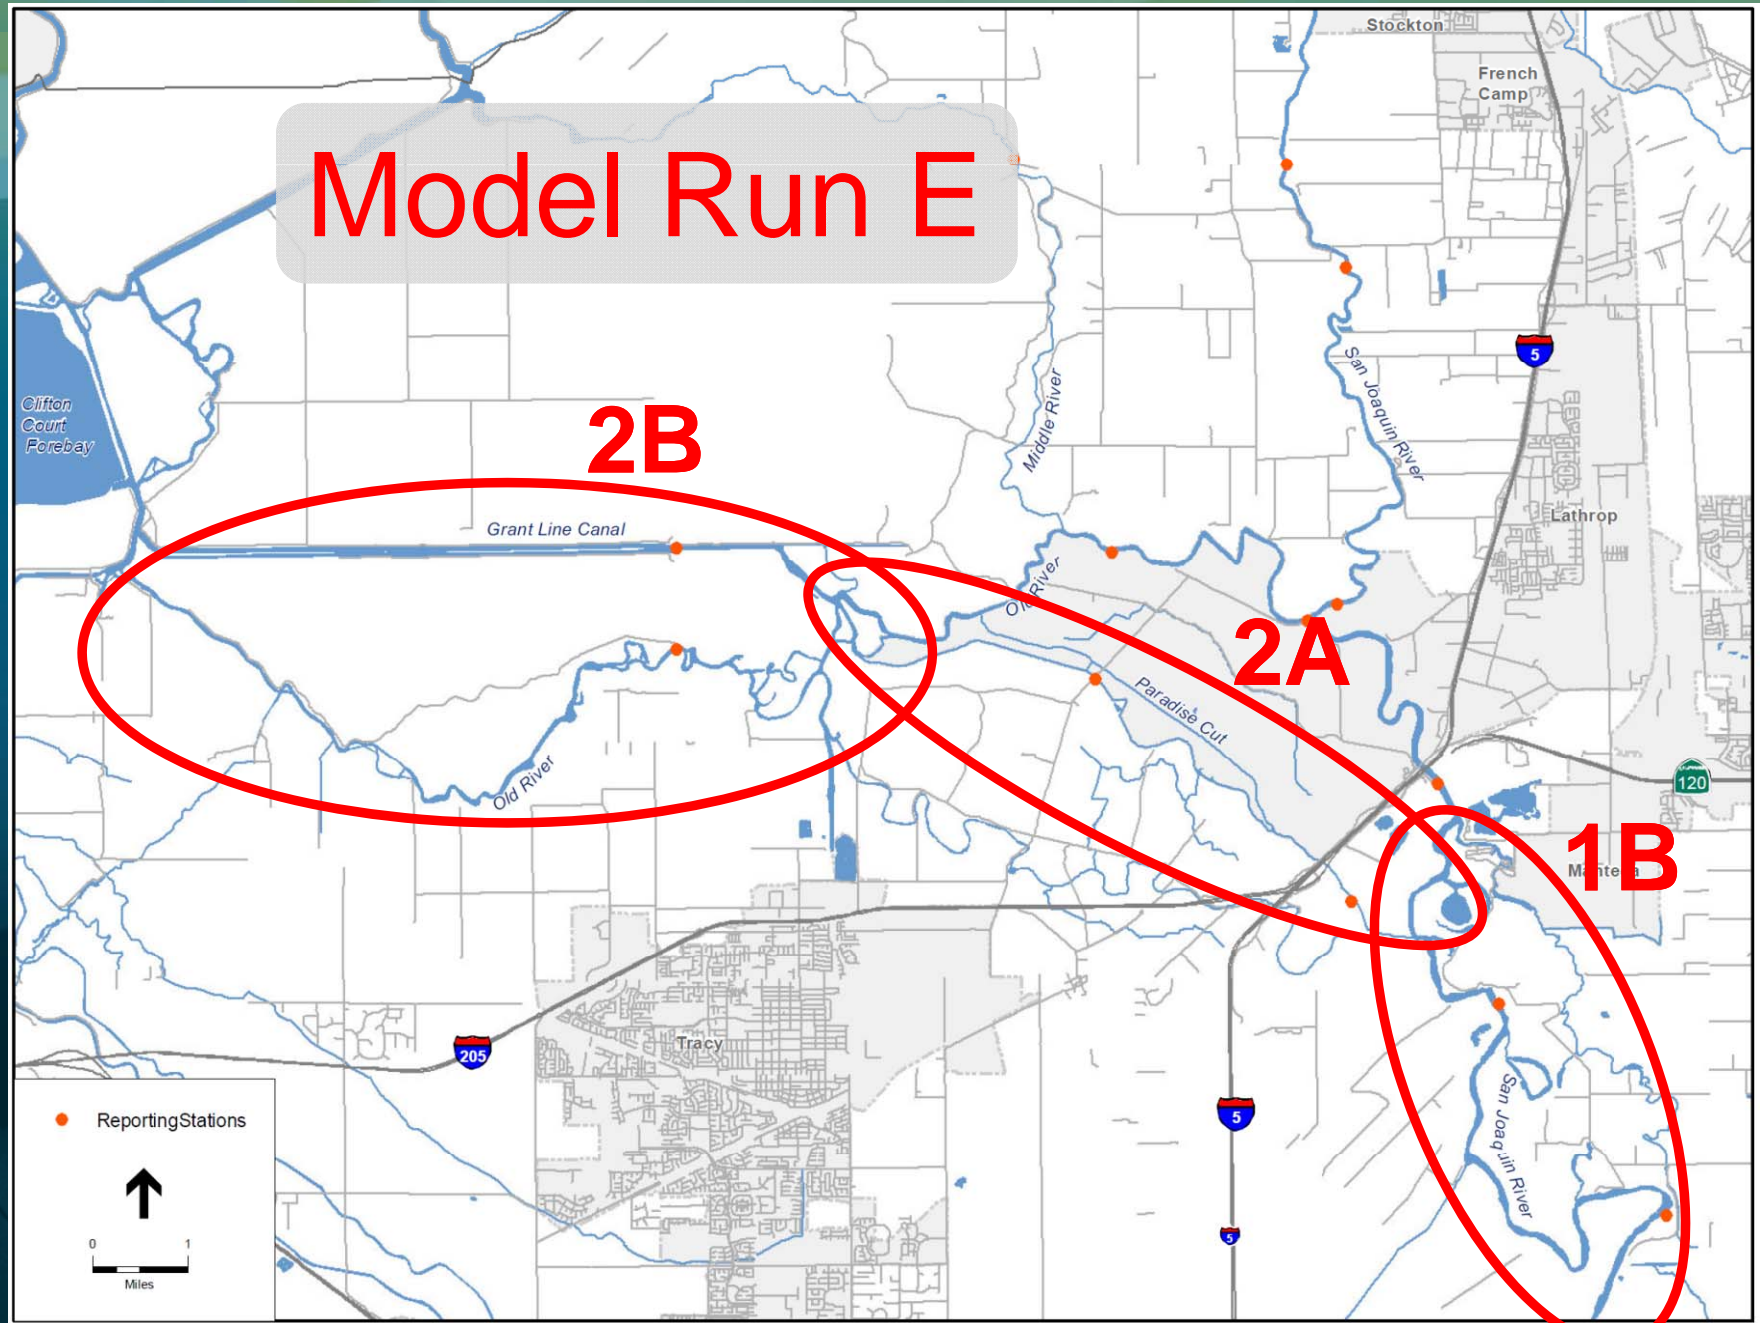 Stockton
French
Camp
Model Run E
5
San Joaquin River
Middle River
Clifton
Court
Forebay
2B
Grant Line Canal
Lathrop
Old River
2A
Paradise Cut
120
Old River
1B
Manteca
Tracy
205
San Joaquin River
5
5
ReportingStations
0 1
Miles